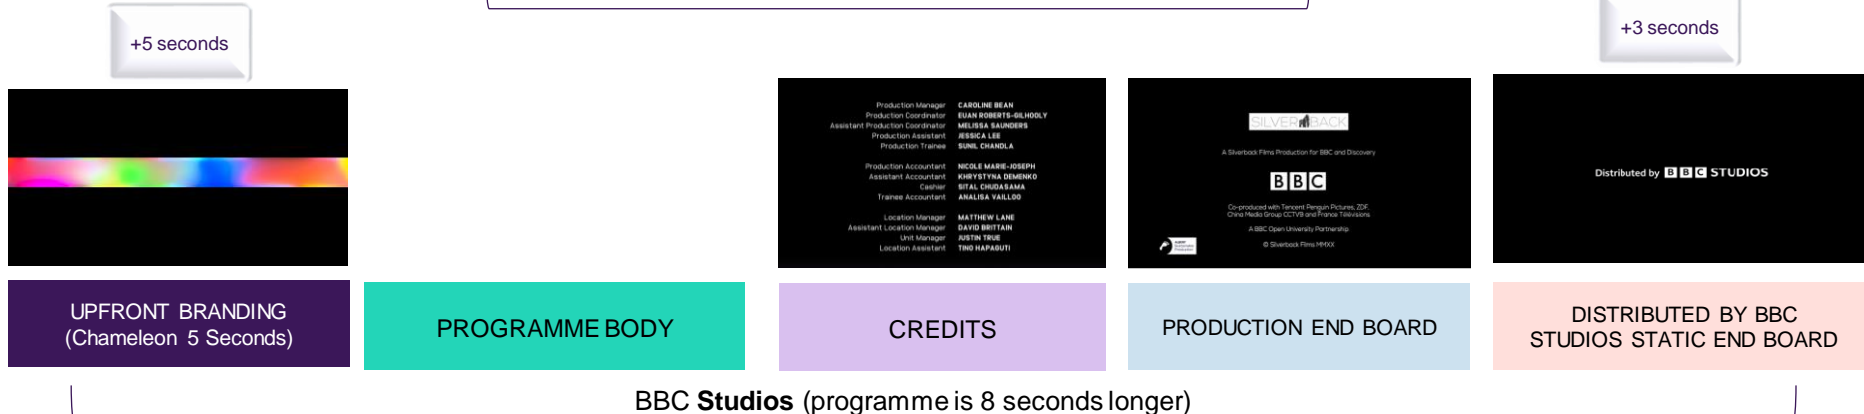 +5 seconds
+3 seconds
Production Manager CAROLINE BEAN
Production Coordinator EUAN ROBERTS-GILHOOLY
Assistant Production Coordinator MELISSA SAUNDERS
Production Assistant JESSICA LEE
Production Trainee SUNIL CHANDLA
Production Accountant NICOLE MARIE-JOSEPH
Assistant Accountant KHRYSTYNA DEMENKO
Cashier SITAL CHUDASAMA
Trainee Accountant ANALISA VAILLOO
Location Manager MATTHEW LANE
Assistant Location Manager DAVID BRITTAIN
Unit Manager JUSTIN TRUE
Location Assistant TINO HAPAGUTI
SILVERBACK
A Silverback Films Production for BBC and Discovery
BBC
Co-produced with Tencent Penguin Pictures, ZDF,
China Media Group CCTV9 and France Télévisions
A BBC Open University Partnership
© Silverback Films MMXX
Distributed by BBC STUDIOS
UPFRONT BRANDING
(Chameleon 5 Seconds)
PROGRAMME BODY
CREDITS
PRODUCTION END BOARD
DISTRIBUTED BY BBC
STUDIOS STATIC END BOARD
BBC Studios (programme is 8 seconds longer)